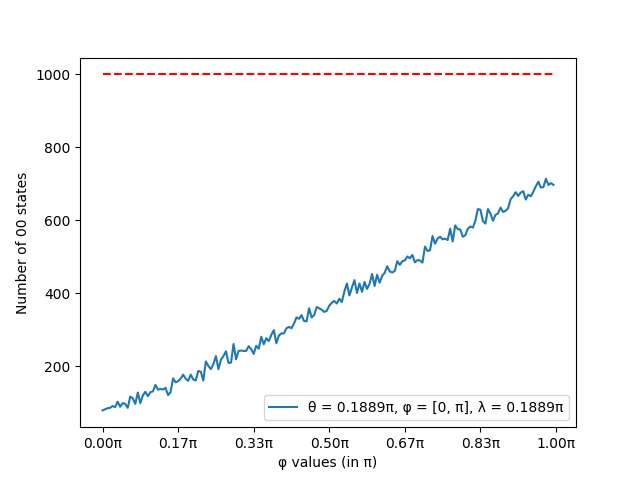 1000
800
600
400
200
Number of 00 states
θ = 0.1889π, φ = [0, π], λ = 0.1889π
0.00π 0.17π 0.33π 0.50π 0.67π 0.83π 1.00π
φ values (in π)